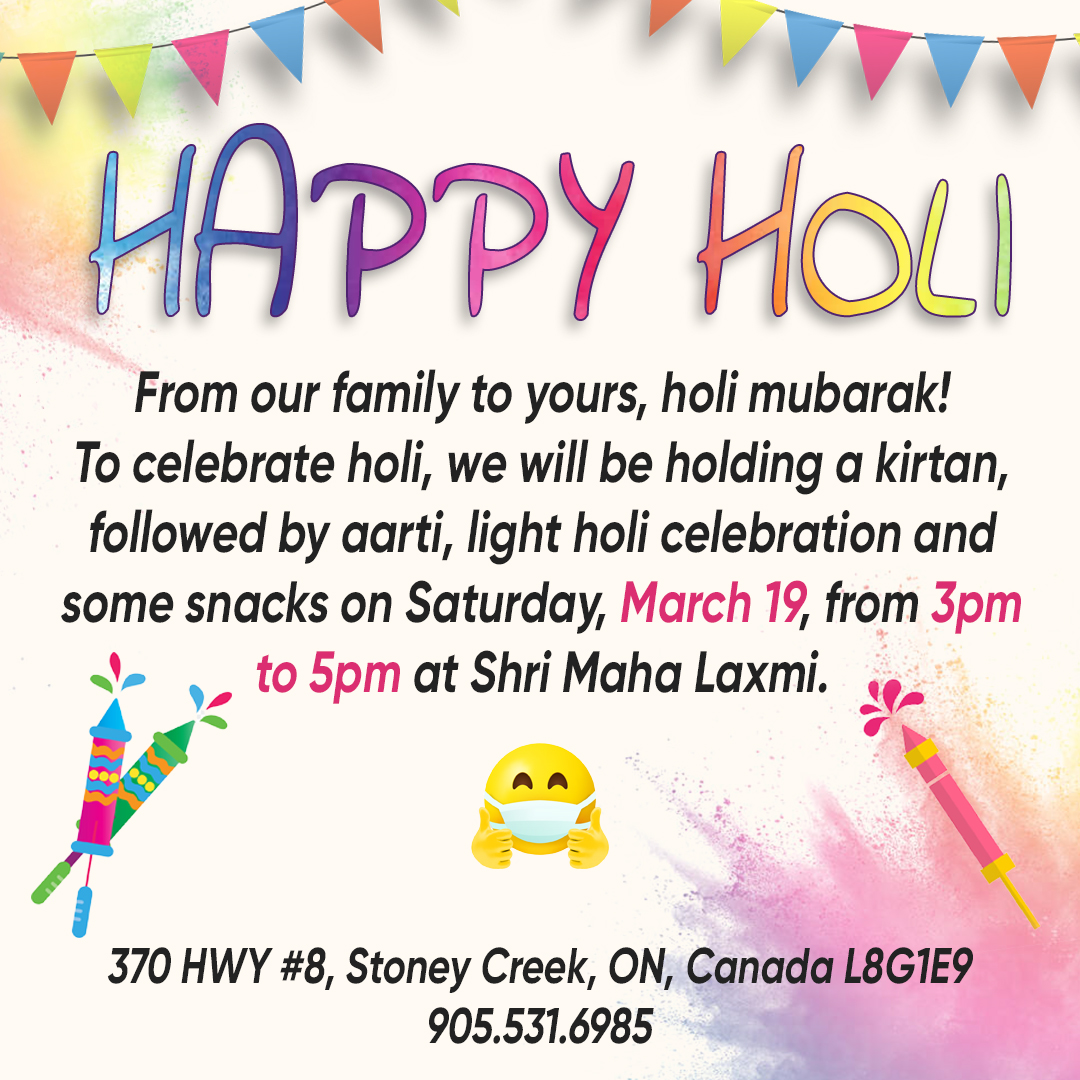 HAPPY HOLI
From our family to yours, holi mubarak!
To celebrate holi, we will be holding a kirtan,
followed by aarti, light holi celebration and
some snacks on Saturday, March 19, from 3pm
to 5pm at Shri Maha Laxmi.
370 HWY #8, Stoney Creek, ON, Canada L8G1E9
905.531.6985